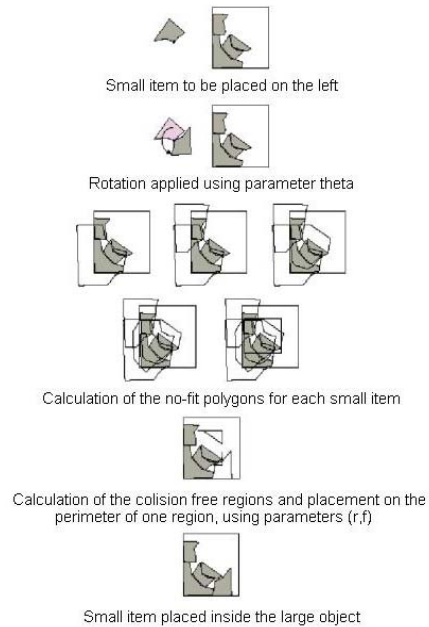 Small item to be placed on the left
Rotation applied using parameter theta
Calculation of the no-fit polygons for each small item
Calculation of the colision free regions and placement on the
perimeter of one region, using parameters (r,f)
Small item placed inside the large object